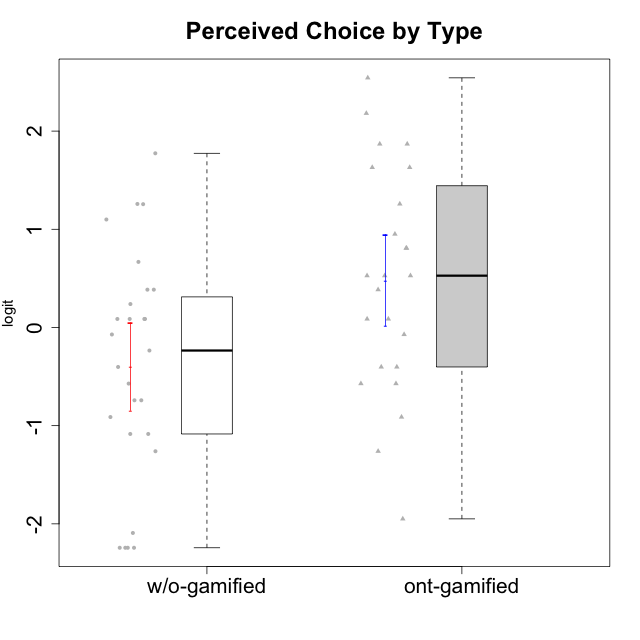 Perceived Choice by Type
logit
2
1
0
-1
-2
w/o-gamified
ont-gamified